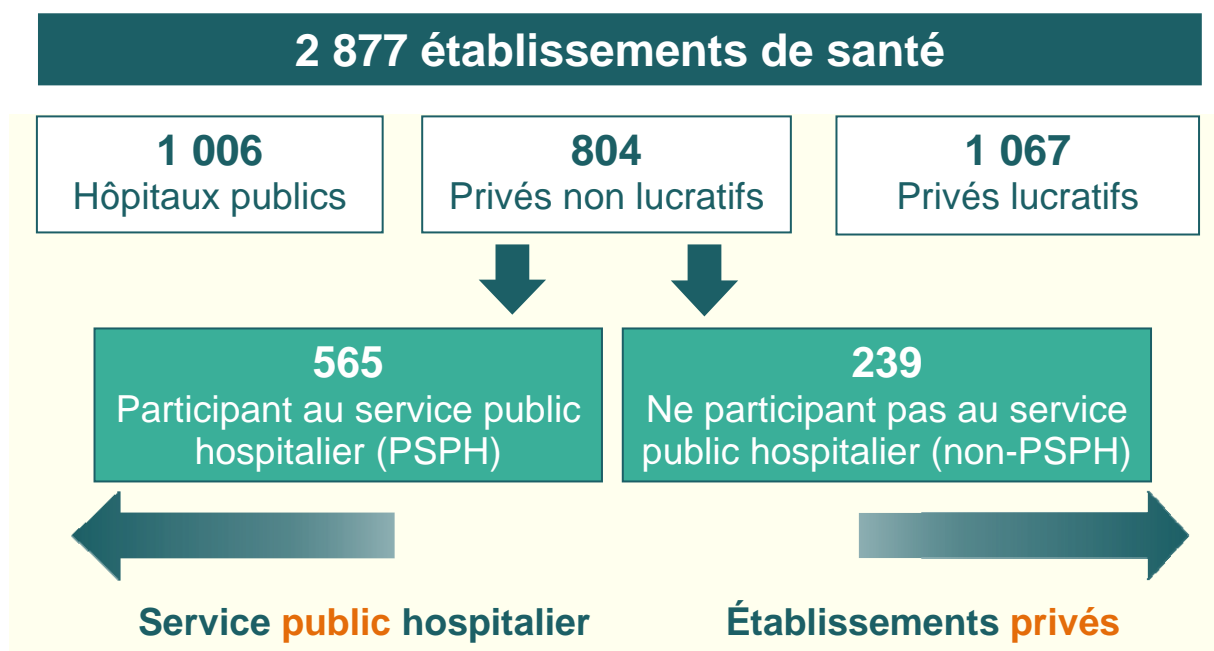 2 877 établissements de santé
1 006
Hôpitaux publics
804
Privés non lucratifs
1 067
Privés lucratifs
565
Participant au service public
hospitalier (PSPH)
239
Ne participant pas au service
public hospitalier (non-PSPH)
Service public hospitalier
Établissements privés